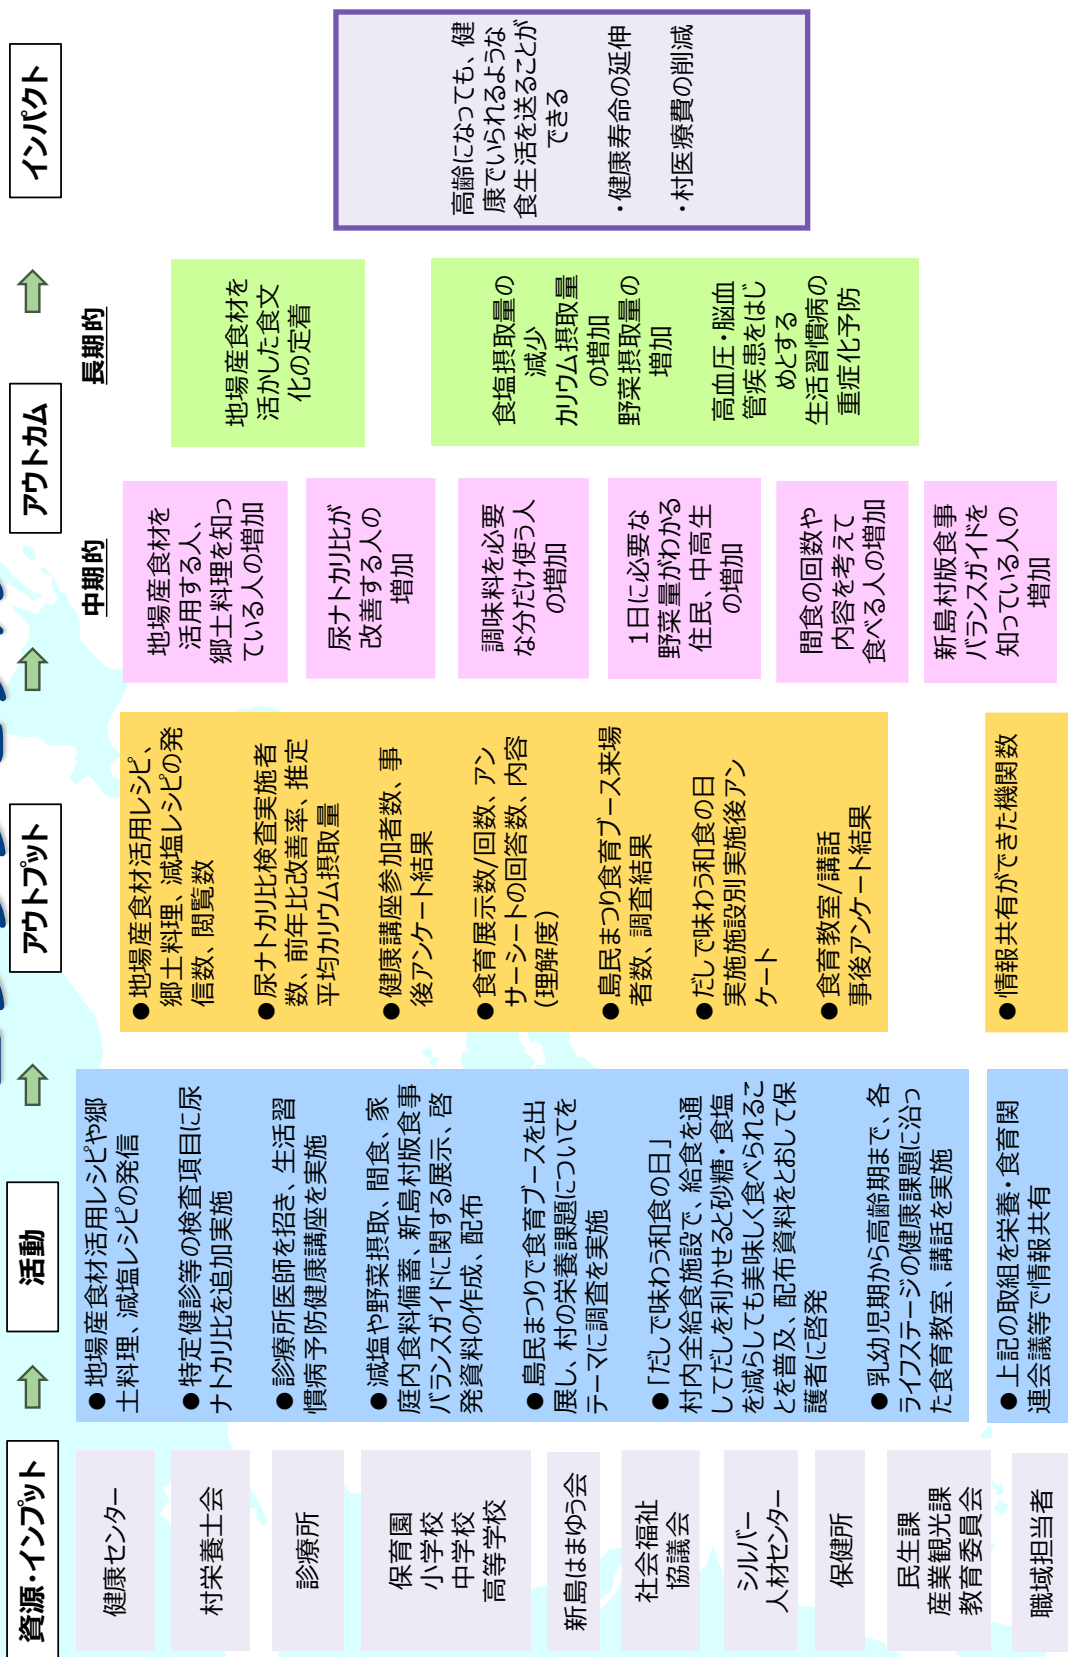 資源・インプット
健康センター
村栄養士会
診療所
保育園
小学校
中学校
高等学校
新島はまゆう会
社会福祉
協議会
シルバー
人材センター
保健所
民生課
産業観光課
教育委員会
職域担当者
活動
●地場産食材活用レシピや郷
土料理、減塩レシピの発信
●特定健診等の検査項目に尿
ナトカリ比を追加実施
●診療所医師を招き、生活習
慣病予防健康講座を実施
●減塩や野菜摂取、間食、家
庭内食料備蓄、新島村版食事
バランスガイドに関する展示、啓
発資料の作成、配布
●島民まつりで食育ブースを出
展し、村の栄養課題についてを
テーマに調査を実施
●「だしで味わう和食の日」
村内全給食施設で、給食を通
してだしを利かせると砂糖・食塩
を減らしても美味しく食べられるこ
とを普及、配布資料をとおして保
護者に啓発
●乳幼児期から高齢期まで、各
ライフステージの健康課題に沿っ
た食育教室、講話を実施
●上記の取組を栄養・食育関
連会議等で情報共有
アウトプット
●地場産食材活用レシピ、
郷土料理、減塩レシピの発
信数、閲覧数
●尿ナトカリ比検査実施者
数、前年比改善率、推定
平均カリウム摂取量
●健康講座参加者数、事
後アンケート結果
●食育展示数/回数、アン
サーシートの回答数、内容
(理解度)
●島民まつり食育ブース来場
者数、調査結果
●だしで味わう和食の日
実施施設別実施後アン
ケート
●食育教室/講話
事後アンケート結果
●情報共有ができた機関数
アウトカム
中期的
地場産食材を
活用する人、
郷土料理を知っ
ている人の増加
尿ナトカリ比が
改善する人の
増加
調味料を必要
な分だけ使う人
の増加
1日に必要な
野菜量がわかる
住民、中高生
の増加
間食の回数や
内容を考えて
食べる人の増加
新島村版食事
バランスガイドを
知っている人の
増加
長期的
地場産食材を
活かした食文
化の定着
食塩摂取量の
減少
カリウム摂取量
の増加
野菜摂取量の
増加
高血圧・脳血
管疾患をはじ
めとする
生活習慣病の
重症化予防
インパクト
高齢になっても、健
康でいられるような
食生活を送ることが
できる
・健康寿命の延伸
・村医療費の削減